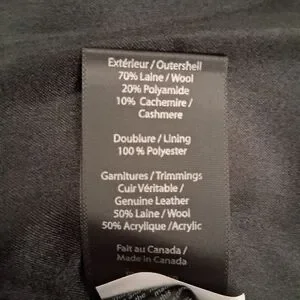 Extérieur / Outershell
70% Laine / Wool
20% Polyamide
10% Cachemire /
Cashmere
Doublure / Lining
100 % Polyester
Garnitures / Trimmings
Cuir Véritable /
Genuine Leather
50% Laine / Wool
50% Acrylique /Acrylic
Fait au Canada /
Made in Canada